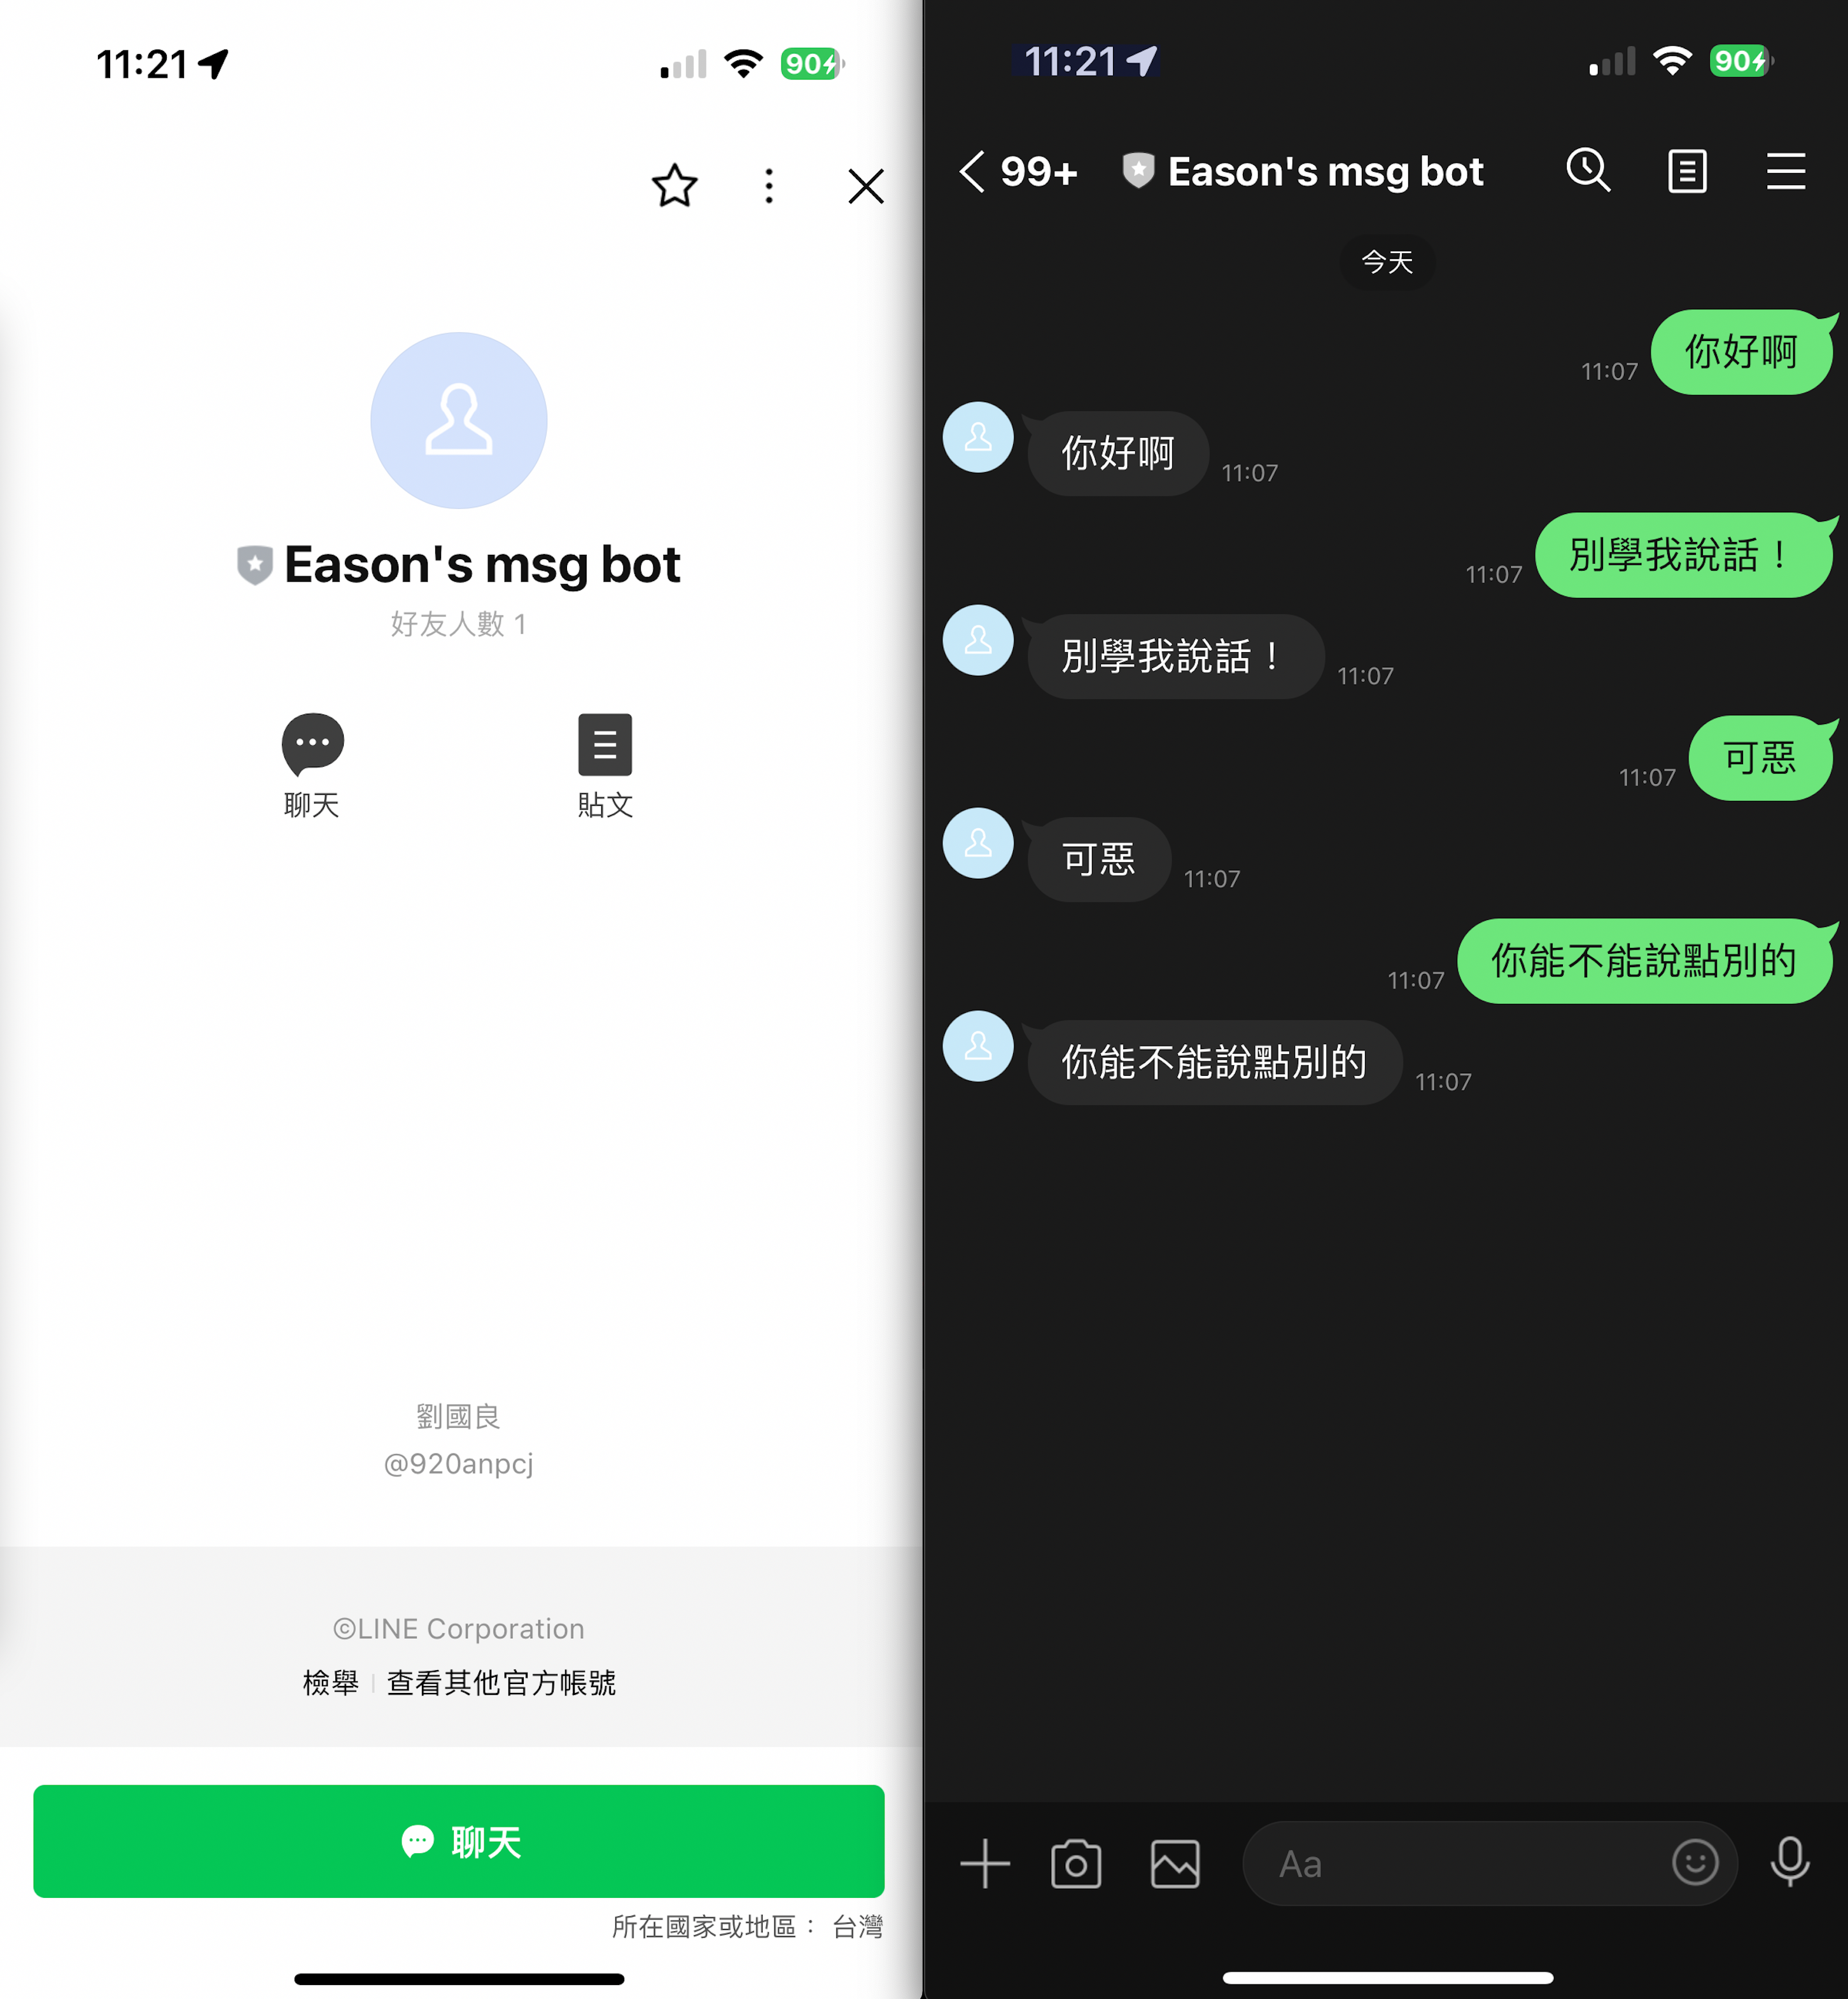 11:21
90
Eason's msg bot
好友人數 1
聊天
貼文
劉國良
@920anpcj
©LINE Corporation
檢舉
查看其他官方帳號
聊天
所在國家或地區： 台灣
11:21
90
99+
Eason's msg bot
今天
11:07
你好啊
你好啊
11:07
11:07
別學我說話！
別學我說話！
11:07
11:07
可惡
可惡
11:07
11:07
你能不能說點別的
你能不能說點別的
11:07
Aa